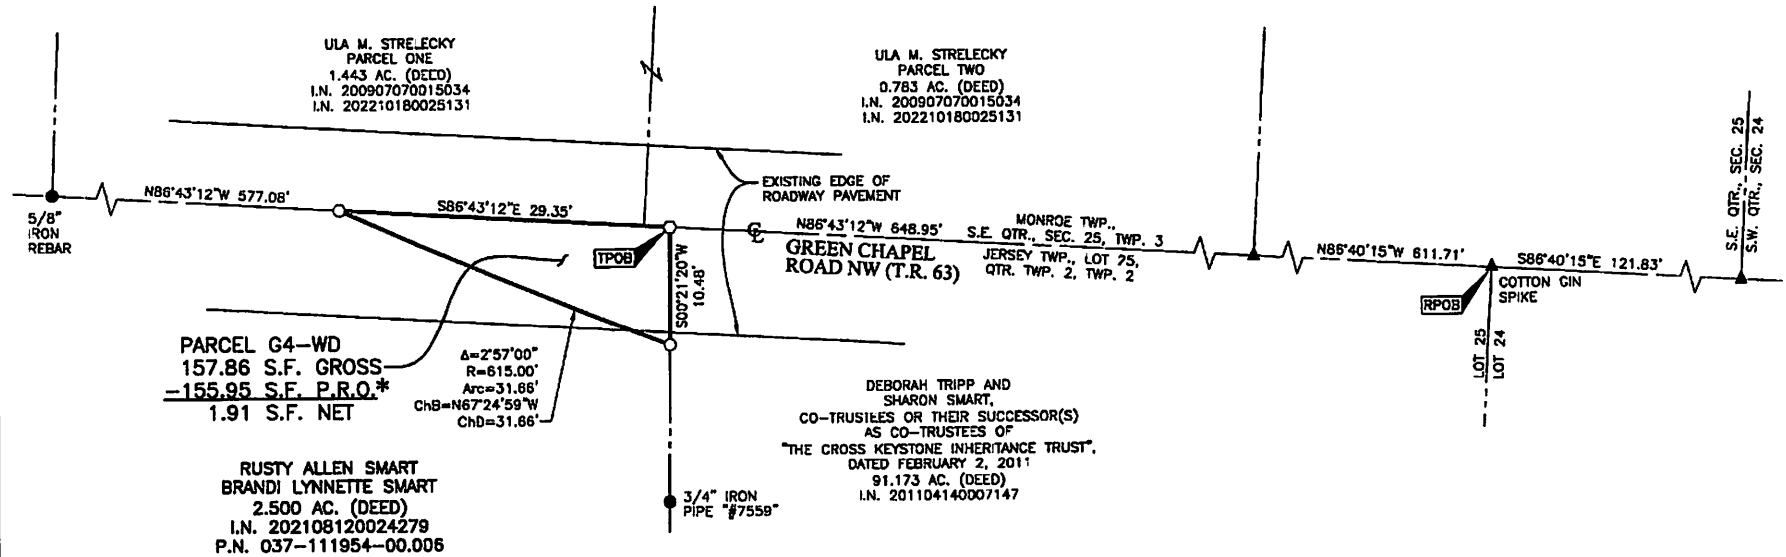 ULA M. STRELECKY
PARCEL ONE
1.443 AC. (DEED)
I.N. 200907070015034
I.N. 202210180025131
ULA M. STRELECKY
PARCEL TWO
0.783 AC. (DEED)
I.N. 200907070015034
I.N. 202210180025131
S.E. QTR., SEC. 25
S.W. QTR., SEC. 24
EXISTING EDGE OF
ROADWAY PAVEMENT
5/8"
IRON
REBAR
N86°43'12"W 577.08'
S86°43'12"E 29.35'
TPOB
S00°21'20"W
10.48'
N86°43'12"W 648.95'
GREEN CHAPEL
ROAD NW (T.R. 63)
MONROE TWP.,
S.E. QTR., SEC. 25, TWP. 3
JERSEY TWP., LOT 25,
QTR. TWP. 2, TWP. 2
N86°40'15"W 611.71'
S86°40'15"E 121.83'
RPOB
COTTON GIN
SPIKE
LOT 25
LOT 24
PARCEL G4-WD
157.86 S.F. GROSS
-155.95 S.F. P.R.O.*
1.91 S.F. NET
Δ=2°57'00"
R=615.00'
Arc=31.66'
ChB=N67°24'59"W
ChD=31.66'
DEBORAH TRIPP AND
SHARON SMART,
CO-TRUSTEES OR THEIR SUCCESSOR(S)
AS CO-TRUSTEES OF
"THE CROSS KEYSTONE INHERITANCE TRUST",
DATED FEBRUARY 2, 2011
91.173 AC. (DEED)
I.N. 201104140007147
RUSTY ALLEN SMART
BRANDI LYNNETTE SMART
2.500 AC. (DEED)
I.N. 202108120024279
P.N. 037-111954-00.006
3/4" IRON
PIPE "#7559"